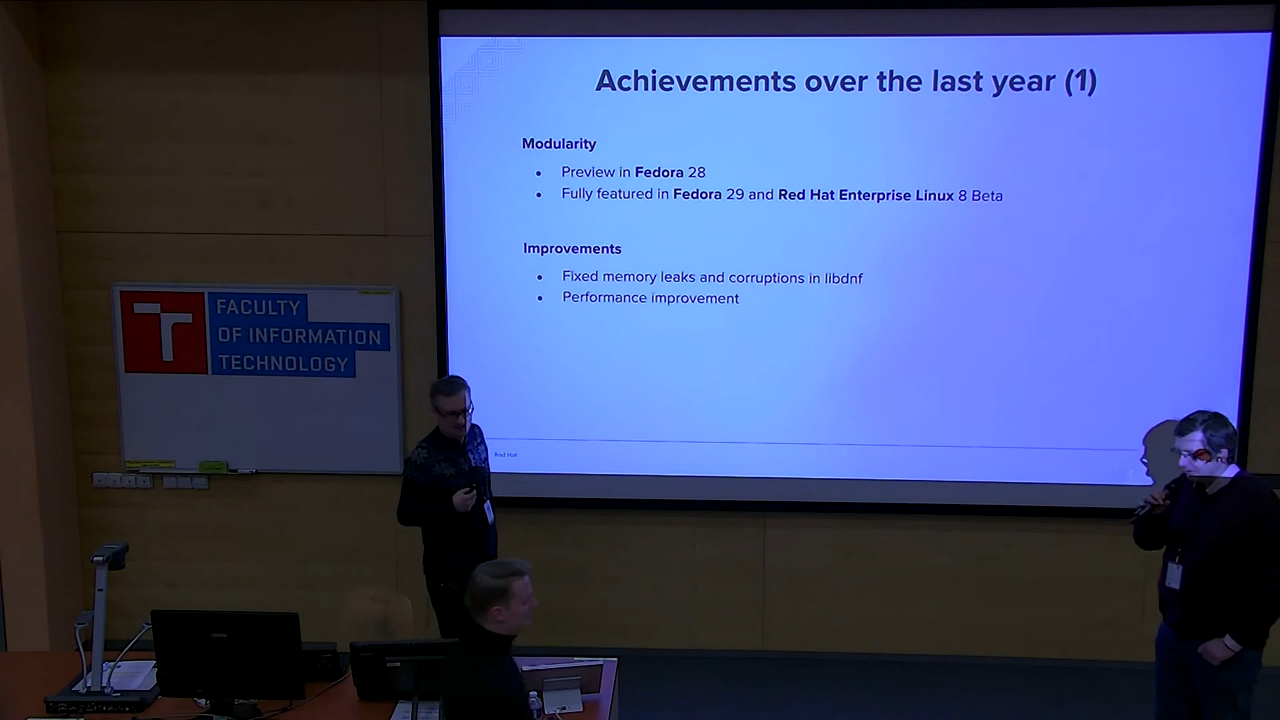 Achievements over the last year (1)
Modularity
• Preview in Fedora 28
• Fully featured in Fedora 29 and Red Hat Enterprise Linux 8 Beta
Improvements
• Fixed memory leaks and corruptions in libdnf
• Performance improvement
Red Hat
FACULTY
OF INFORMATION
TECHNOLOGY